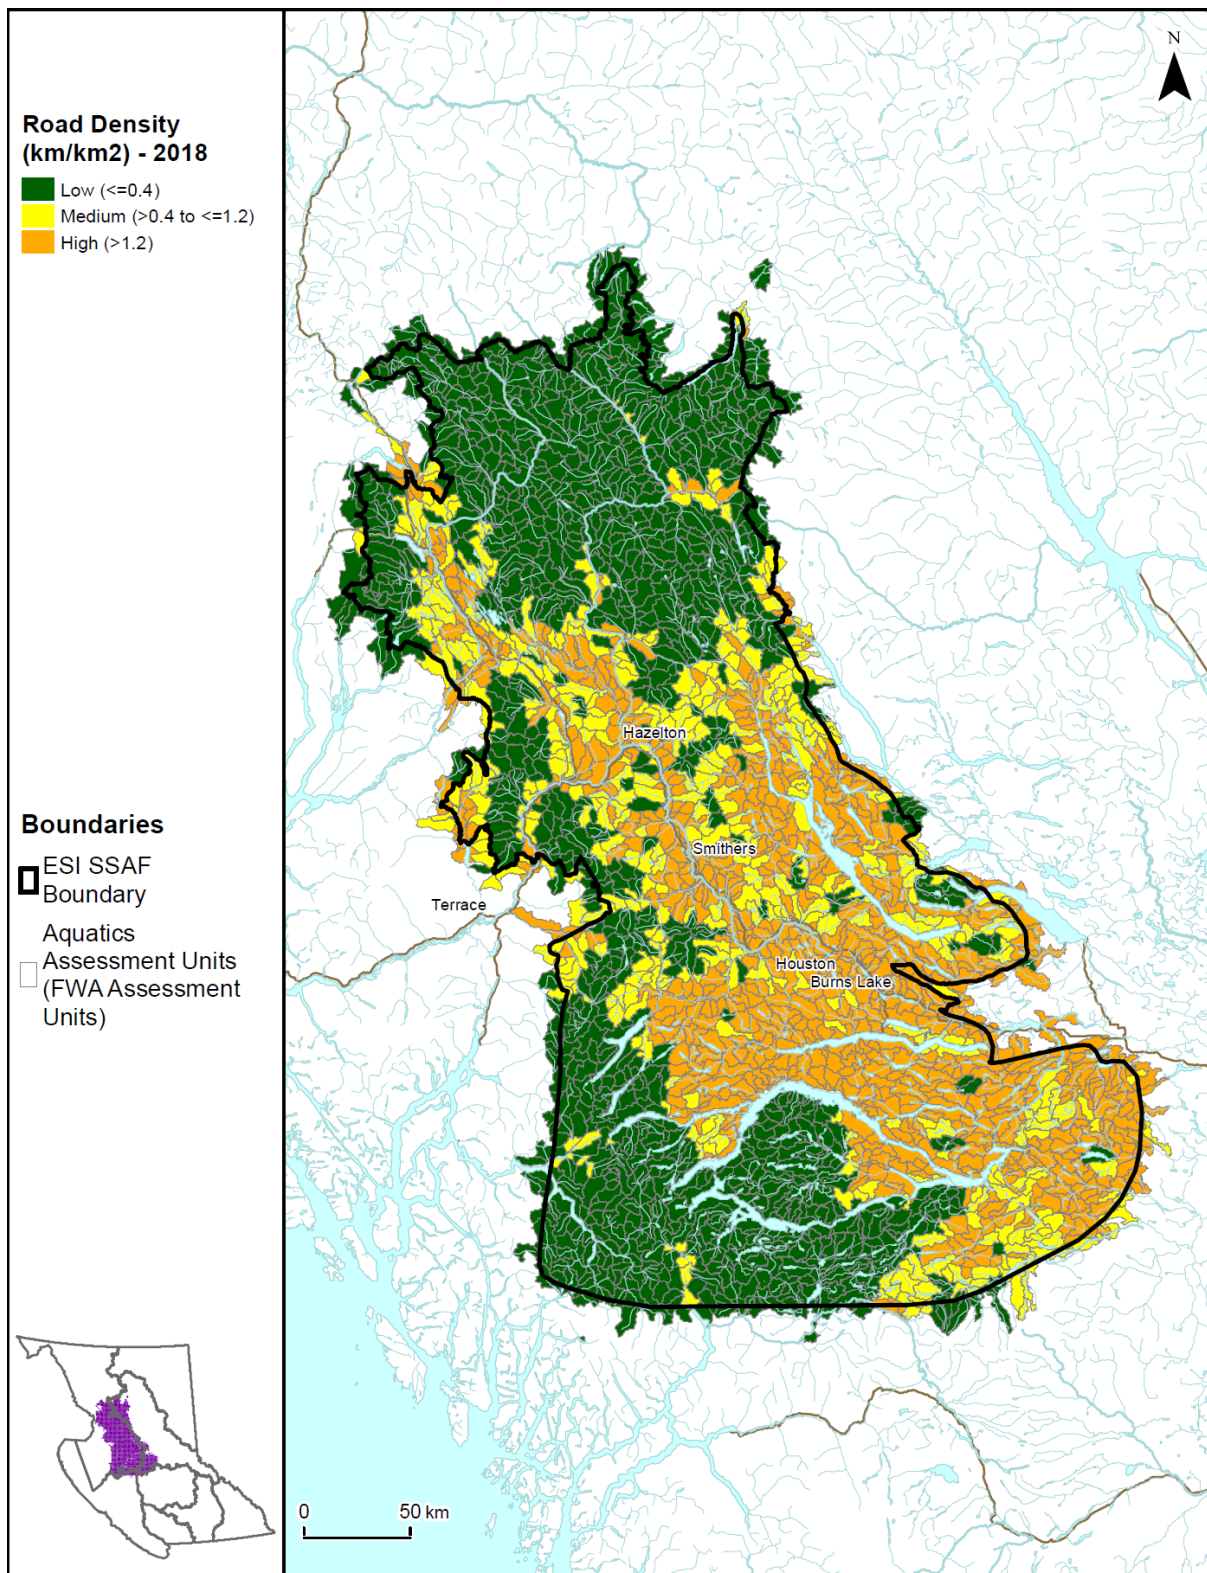 Road Density
(km/km2) - 2018
Low (<=0.4)
Medium (>0.4 to <=1.2)
High (>1.2)
Boundaries
ESI SSAF
Boundary
Aquatics
Assessment Units
(FWA Assessment
Units)
N
Hazelton
Smithers
Terrace
Houston
Burns Lake
0 50 km